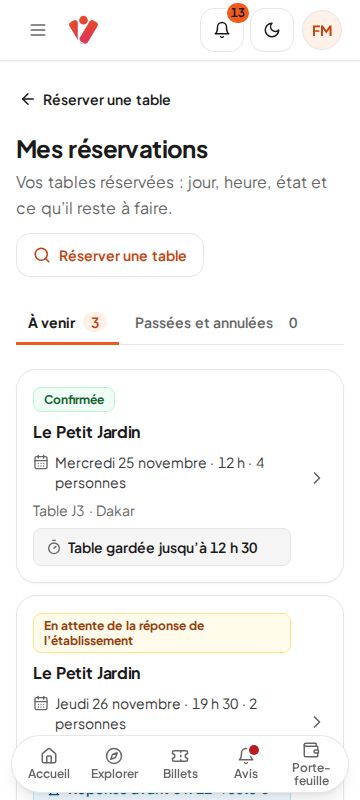 13
FM
Réserver une table
Mes réservations
Vos tables réservées : jour, heure, état et
ce qu'il reste à faire.
Réserver une table
À venir 3 Passées et annulées 0
Confirmée
Le Petit Jardin
Mercredi 25 novembre · 12 h · 4
personnes
Table J3 · Dakar
Table gardée jusqu'à 12 h 30
En attente de la réponse de
l'établissement
Le Petit Jardin
Jeudi 26 novembre · 19 h 30 · 2
personnes
Accueil Explorer Billets Avis Porte-
feuille